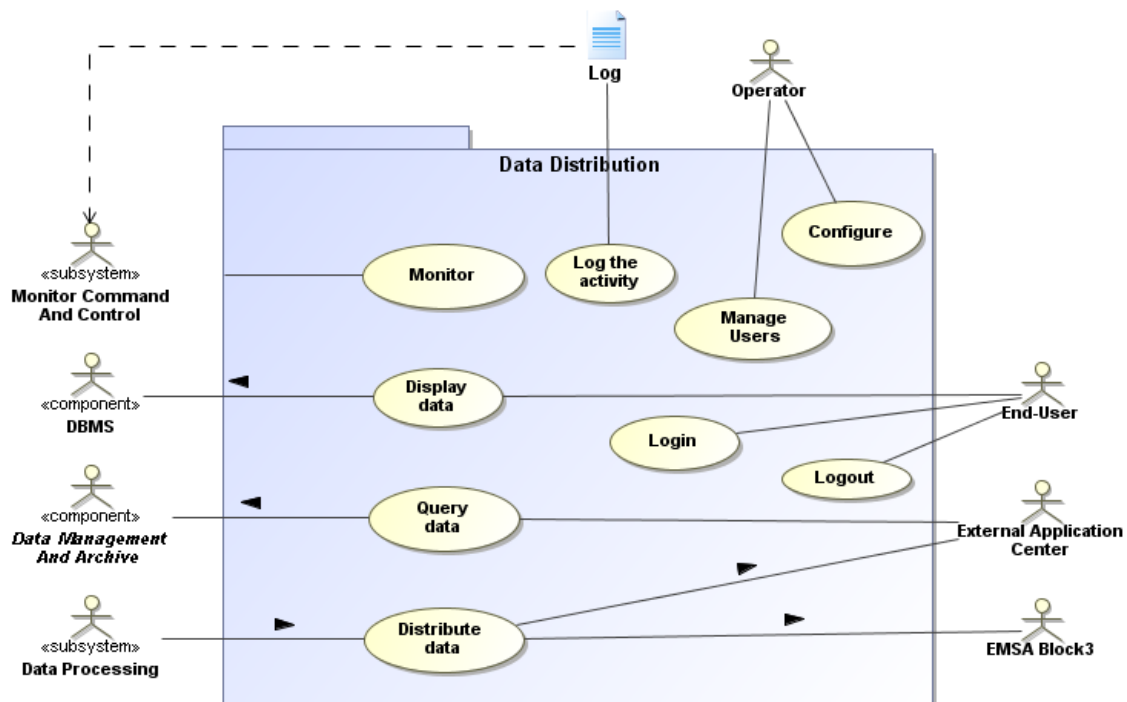 Log
Operator
Data Distribution
Configure
Monitor
Log the
activity
«subsystem»
Monitor Command
And Control
Manage
Users
Display
data
«component»
DBMS
End-User
Login
Logout
Query
data
«component»
Data Management
And Archive
External Application
Center
Distribute
data
«subsystem»
Data Processing
EMSA Block3